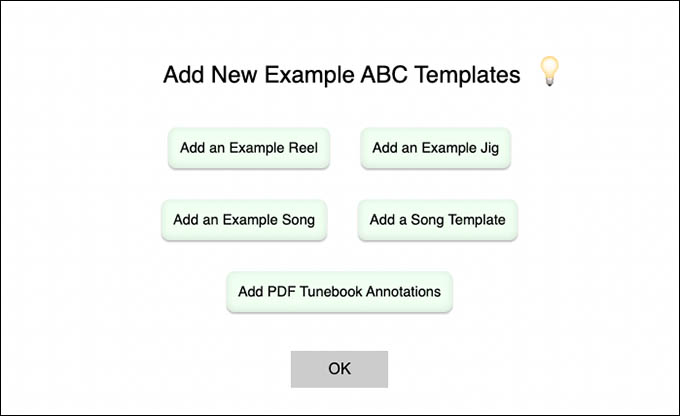 Add New Example ABC Templates
Add an Example Reel
Add an Example Jig
Add an Example Song
Add a Song Template
Add PDF Tunebook Annotations
OK